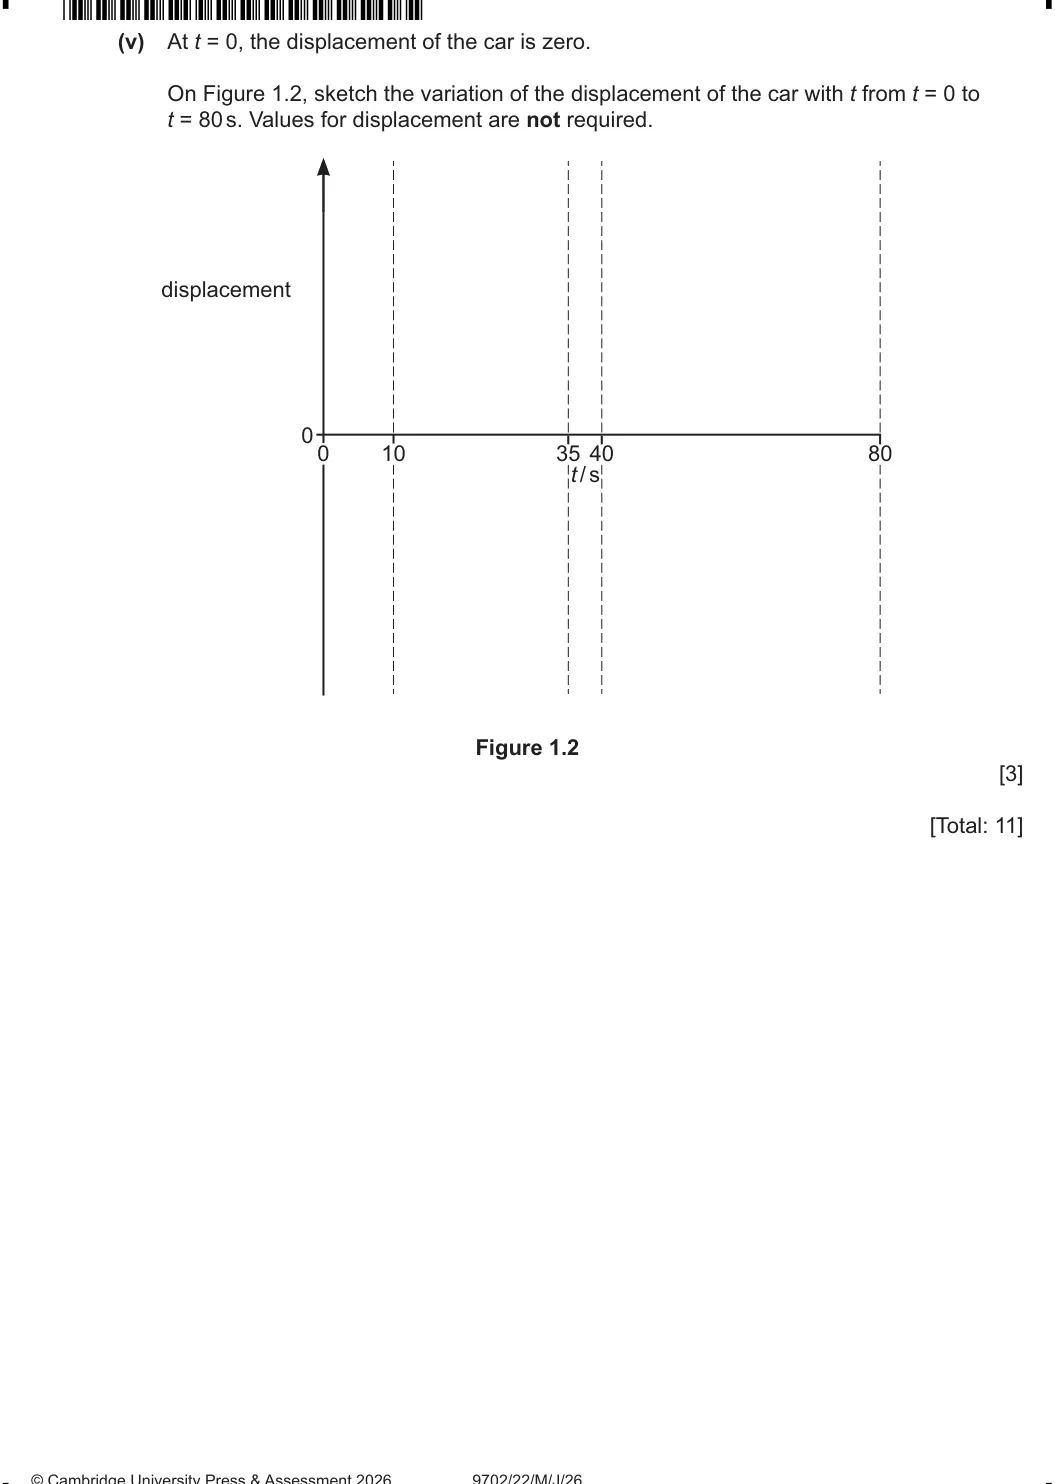 (v) At t = 0, the displacement of the car is zero.
On Figure 1.2, sketch the variation of the displacement of the car with t from t = 0 to
t = 80 s. Values for displacement are not required.
displacement
0
0 10 35 40 80
t / s
Figure 1.2
[3]
[Total: 11]
© Cambridge University Press & Assessment 2026 9702/22/M/J/26